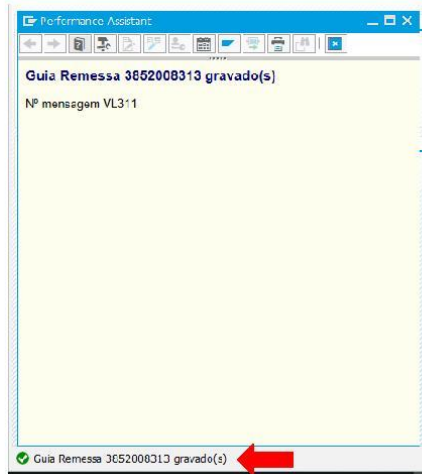 Performance Assistant
Guia Remessa 3852008313 gravado(s)
Nº mensagem VL311
Guia Remessa 3852008313 gravado(s)